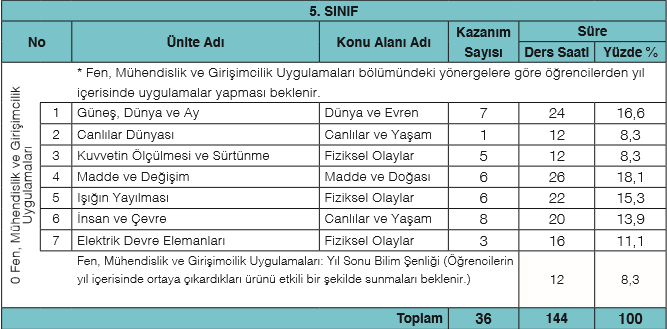 5. SINIF
No Ünite Adı Konu Alanı Adı Kazanım Sayısı Süre
Ders Saati Yüzde %
0 Fen, Mühendislik ve Girişimcilik
Uygulamaları
* Fen, Mühendislik ve Girişimcilik Uygulamaları bölümündeki yönergelere göre öğrencilerden yıl
içerisinde uygulamalar yapması beklenir.
1 Güneş, Dünya ve Ay Dünya ve Evren 7 24 16,6
2 Canlılar Dünyası Canlılar ve Yaşam 1 12 8,3
3 Kuvvetin Ölçülmesi ve Sürtünme Fiziksel Olaylar 5 12 8,3
4 Madde ve Değişim Madde ve Doğası 6 26 18,1
5 Işığın Yayılması Fiziksel Olaylar 6 22 15,3
6 İnsan ve Çevre Canlılar ve Yaşam 8 20 13,9
7 Elektrik Devre Elemanları Fiziksel Olaylar 3 16 11,1
Fen, Mühendislik ve Girişimcilik Uygulamaları: Yıl Sonu Bilim Şenliği (Öğrencilerin
yıl içerisinde ortaya çıkardıkları ürünü etkili bir şekilde sunmaları beklenir.) 12 8,3
Toplam 36 144 100